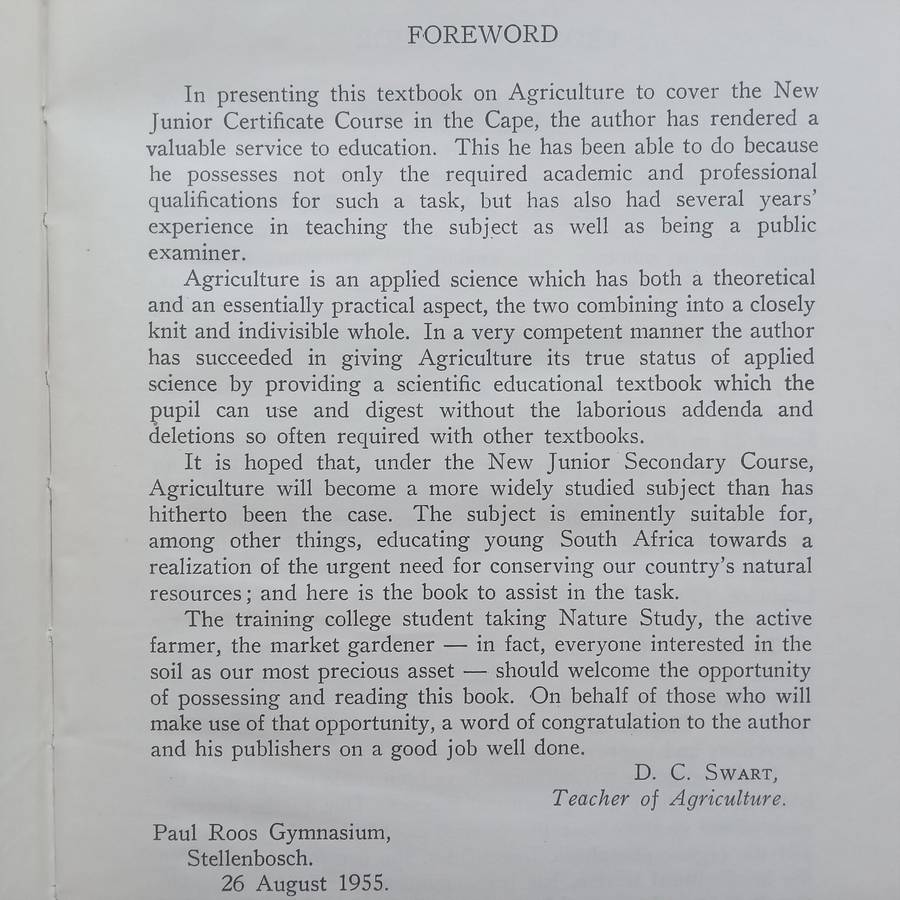 FOREWORD
In presenting this textbook on Agriculture to cover the New
Junior Certificate Course in the Cape, the author has rendered a
valuable service to education. This he has been able to do because
he possesses not only the required academic and professional
qualifications for such a task, but has also had several years'
experience in teaching the subject as well as being a public
examiner.
Agriculture is an applied science which has both a theoretical
and an essentially practical aspect, the two combining into a closely
knit and indivisible whole. In a very competent manner the author
has succeeded in giving Agriculture its true status of applied
science by providing a scientific educational textbook which the
pupil can use and digest without the laborious addenda and
deletions so often required with other textbooks.
It is hoped that, under the New Junior Secondary Course,
Agriculture will become a more widely studied subject than has
hitherto been the case. The subject is eminently suitable for,
among other things, educating young South Africa towards a
realization of the urgent need for conserving our country's natural
resources; and here is the book to assist in the task.
The training college student taking Nature Study, the active
farmer, the market gardener — in fact, everyone interested in the
soil as our most precious asset — should welcome the opportunity
of possessing and reading this book. On behalf of those who will
make use of that opportunity, a word of congratulation to the author
and his publishers on a good job well done.
D. C. SWART,
Teacher of Agriculture.
Paul Roos Gymnasium,
Stellenbosch.
26 August 1955.